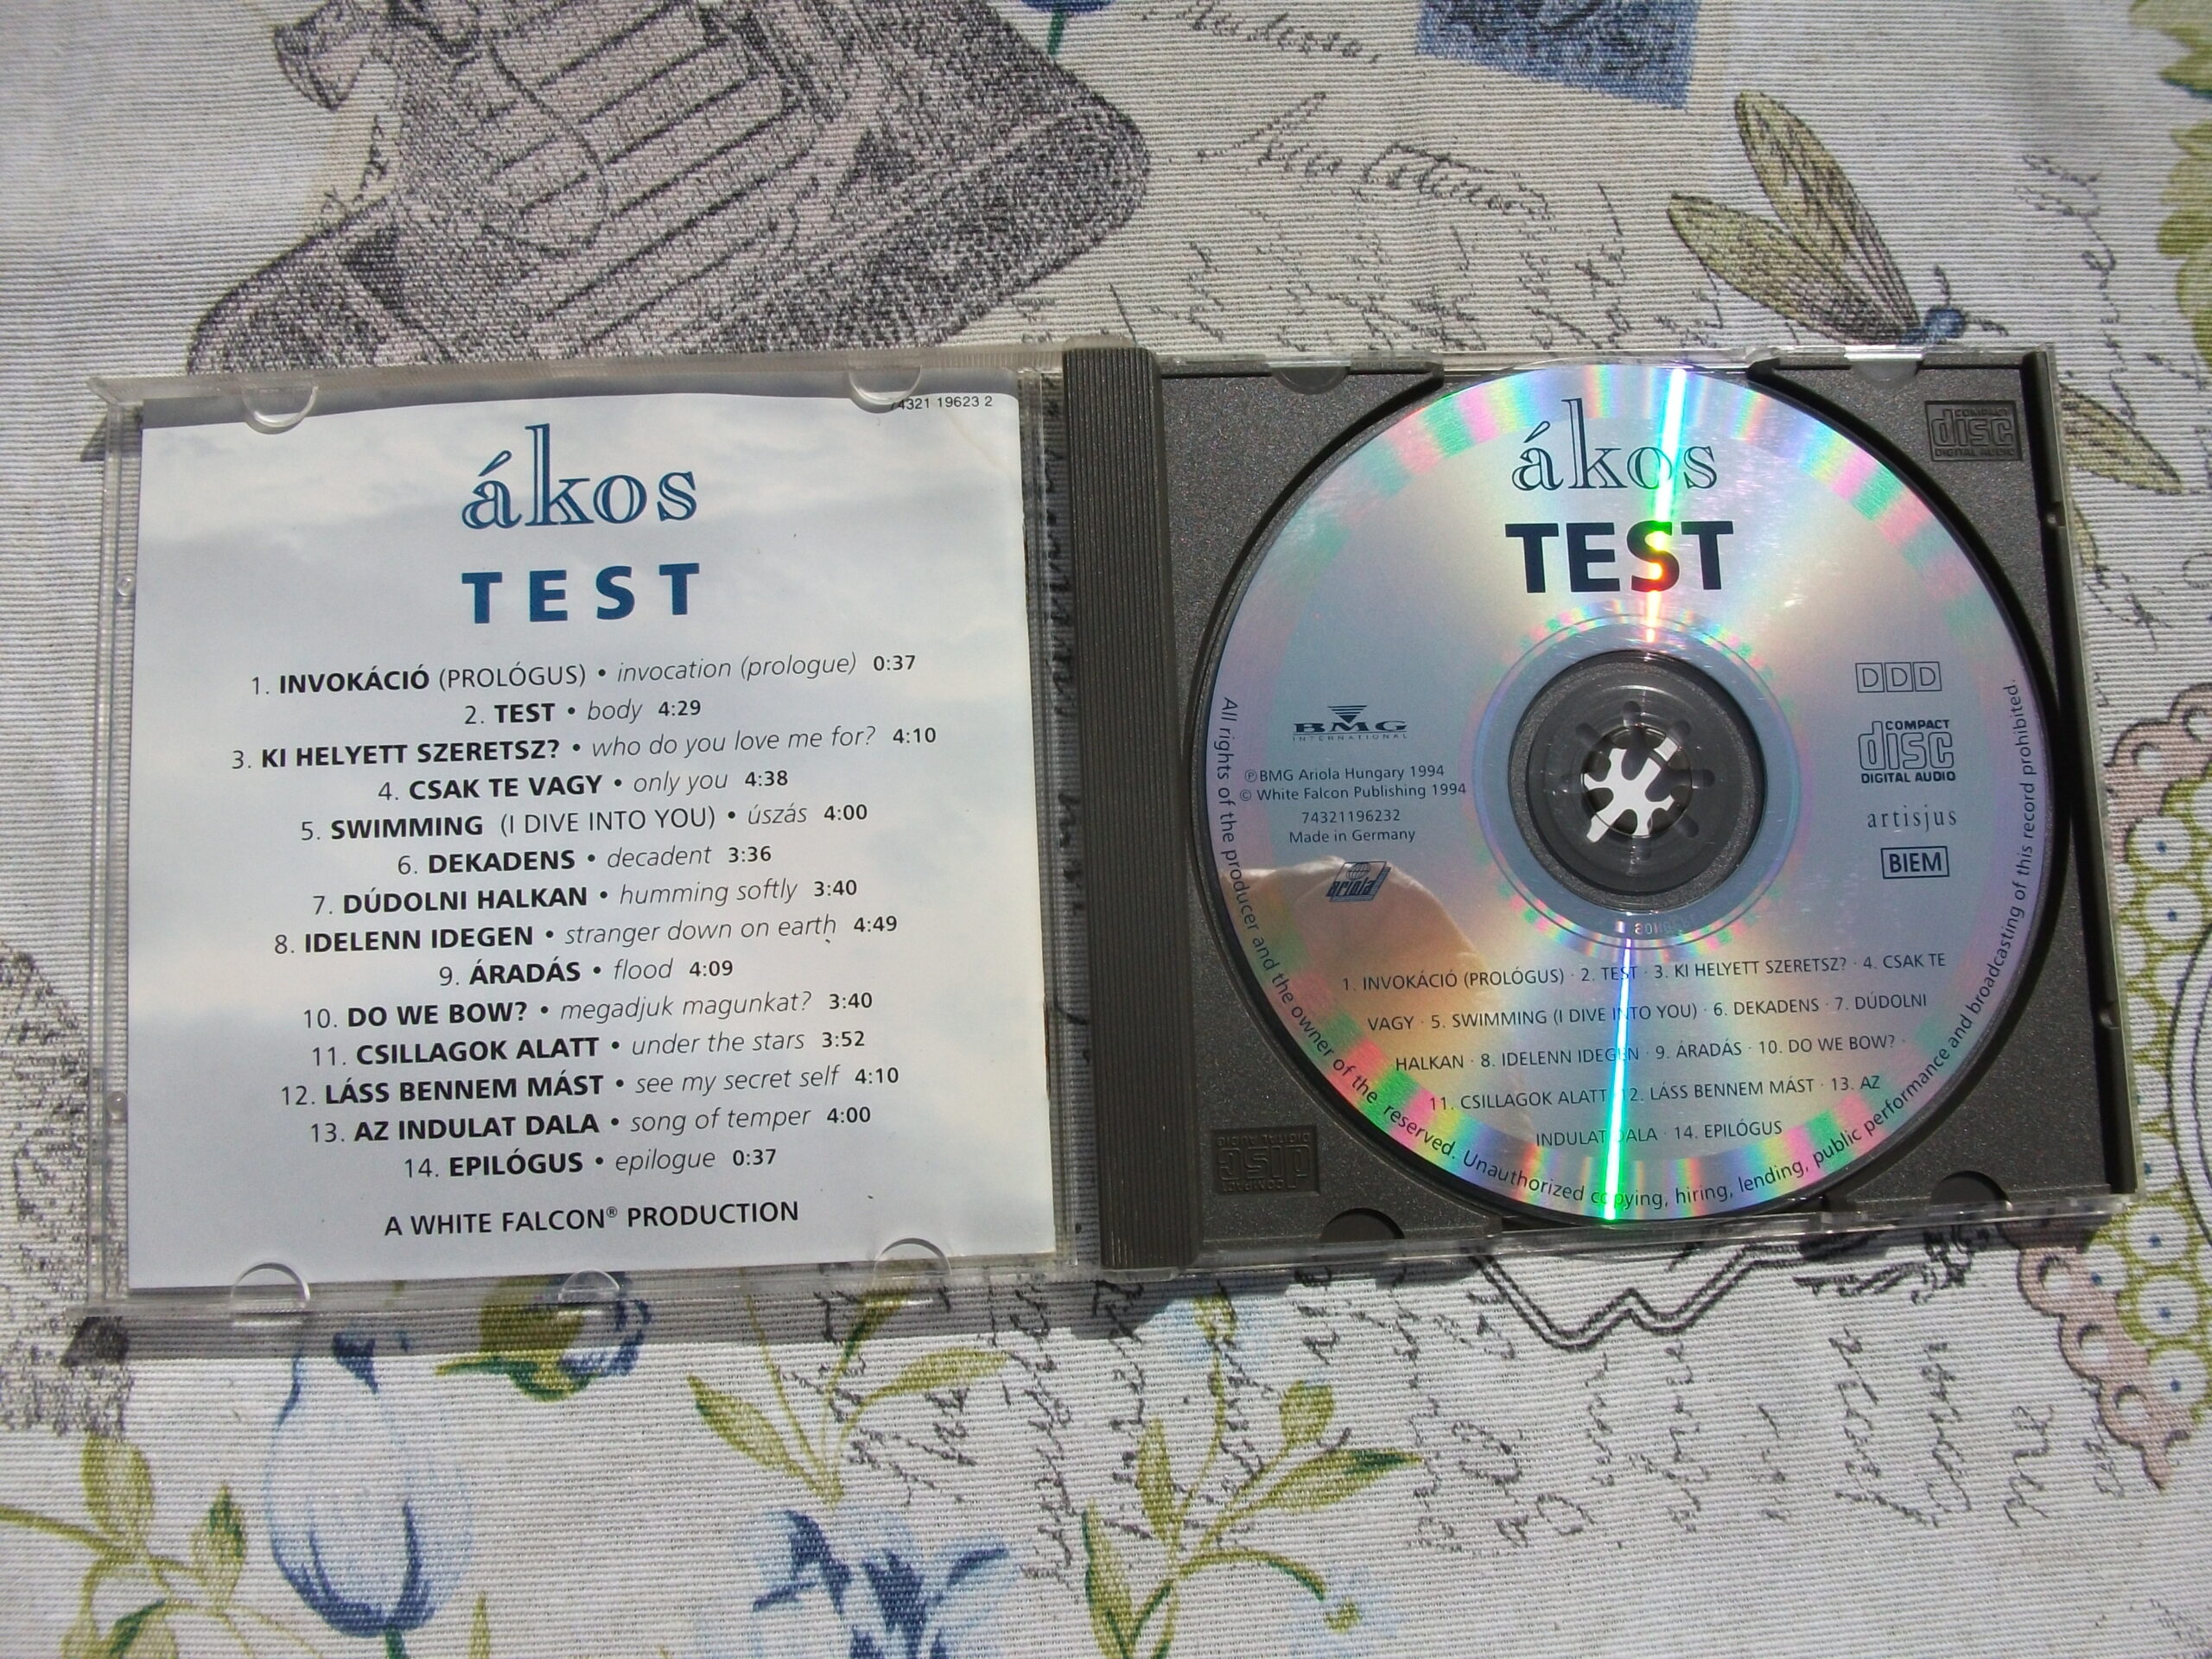 74321 19623 2
ákos
TEST
1. INVOKÁCIÓ (PROLÓGUS) • invocation (prologue) 0:37
2. TEST • body 4:29
3. KI HELYETT SZERETSZ? • who do you love me for? 4:10
4. CSAK TE VAGY • only you 4:38
5. SWIMMING (I DIVE INTO YOU) • úszás 4:00
6. DEKADENS • decadent 3:36
7. DÚDOLNI HALKAN • humming softly 3:40
8. IDELENN IDEGEN • stranger down on earth 4:49
9. ÁRADÁS • flood 4:09
10. DO WE BOW? • megadjuk magunkat? 3:40
11. CSILLAGOK ALATT • under the stars 3:52
12. LÁSS BENNEM MÁST • see my secret self 4:10
13. AZ INDULAT DALA • song of temper 4:00
14. EPILÓGUS • epilogue 0:37
A WHITE FALCON® PRODUCTION
ákos
TEST
BMG
INTERNATIONAL
℗ BMG Ariola Hungary 1994
© White Falcon Publishing 1994
74321196232
Made in Germany
ariola
DDD
COMPACT
disc
DIGITAL AUDIO
artisjus
BIEM
1. INVOKÁCIÓ (PROLÓGUS) · 2. TEST · 3. KI HELYETT SZERETSZ? · 4. CSAK TE
VAGY · 5. SWIMMING (I DIVE INTO YOU) · 6. DEKADENS · 7. DÚDOLNI
HALKAN · 8. IDELENN IDEGEN · 9. ÁRADÁS · 10. DO WE BOW? ·
11. CSILLAGOK ALATT · 12. LÁSS BENNEM MÁST · 13. AZ
INDULAT DALA · 14. EPILÓGUS
All rights of the producer and the owner of the reserved. Unauthorized copying, hiring, lending, public performance and broadcasting of this record prohibited.
COMPACT
disc
DIGITAL AUDIO
COMPACT
disc
DIGITAL AUDIO